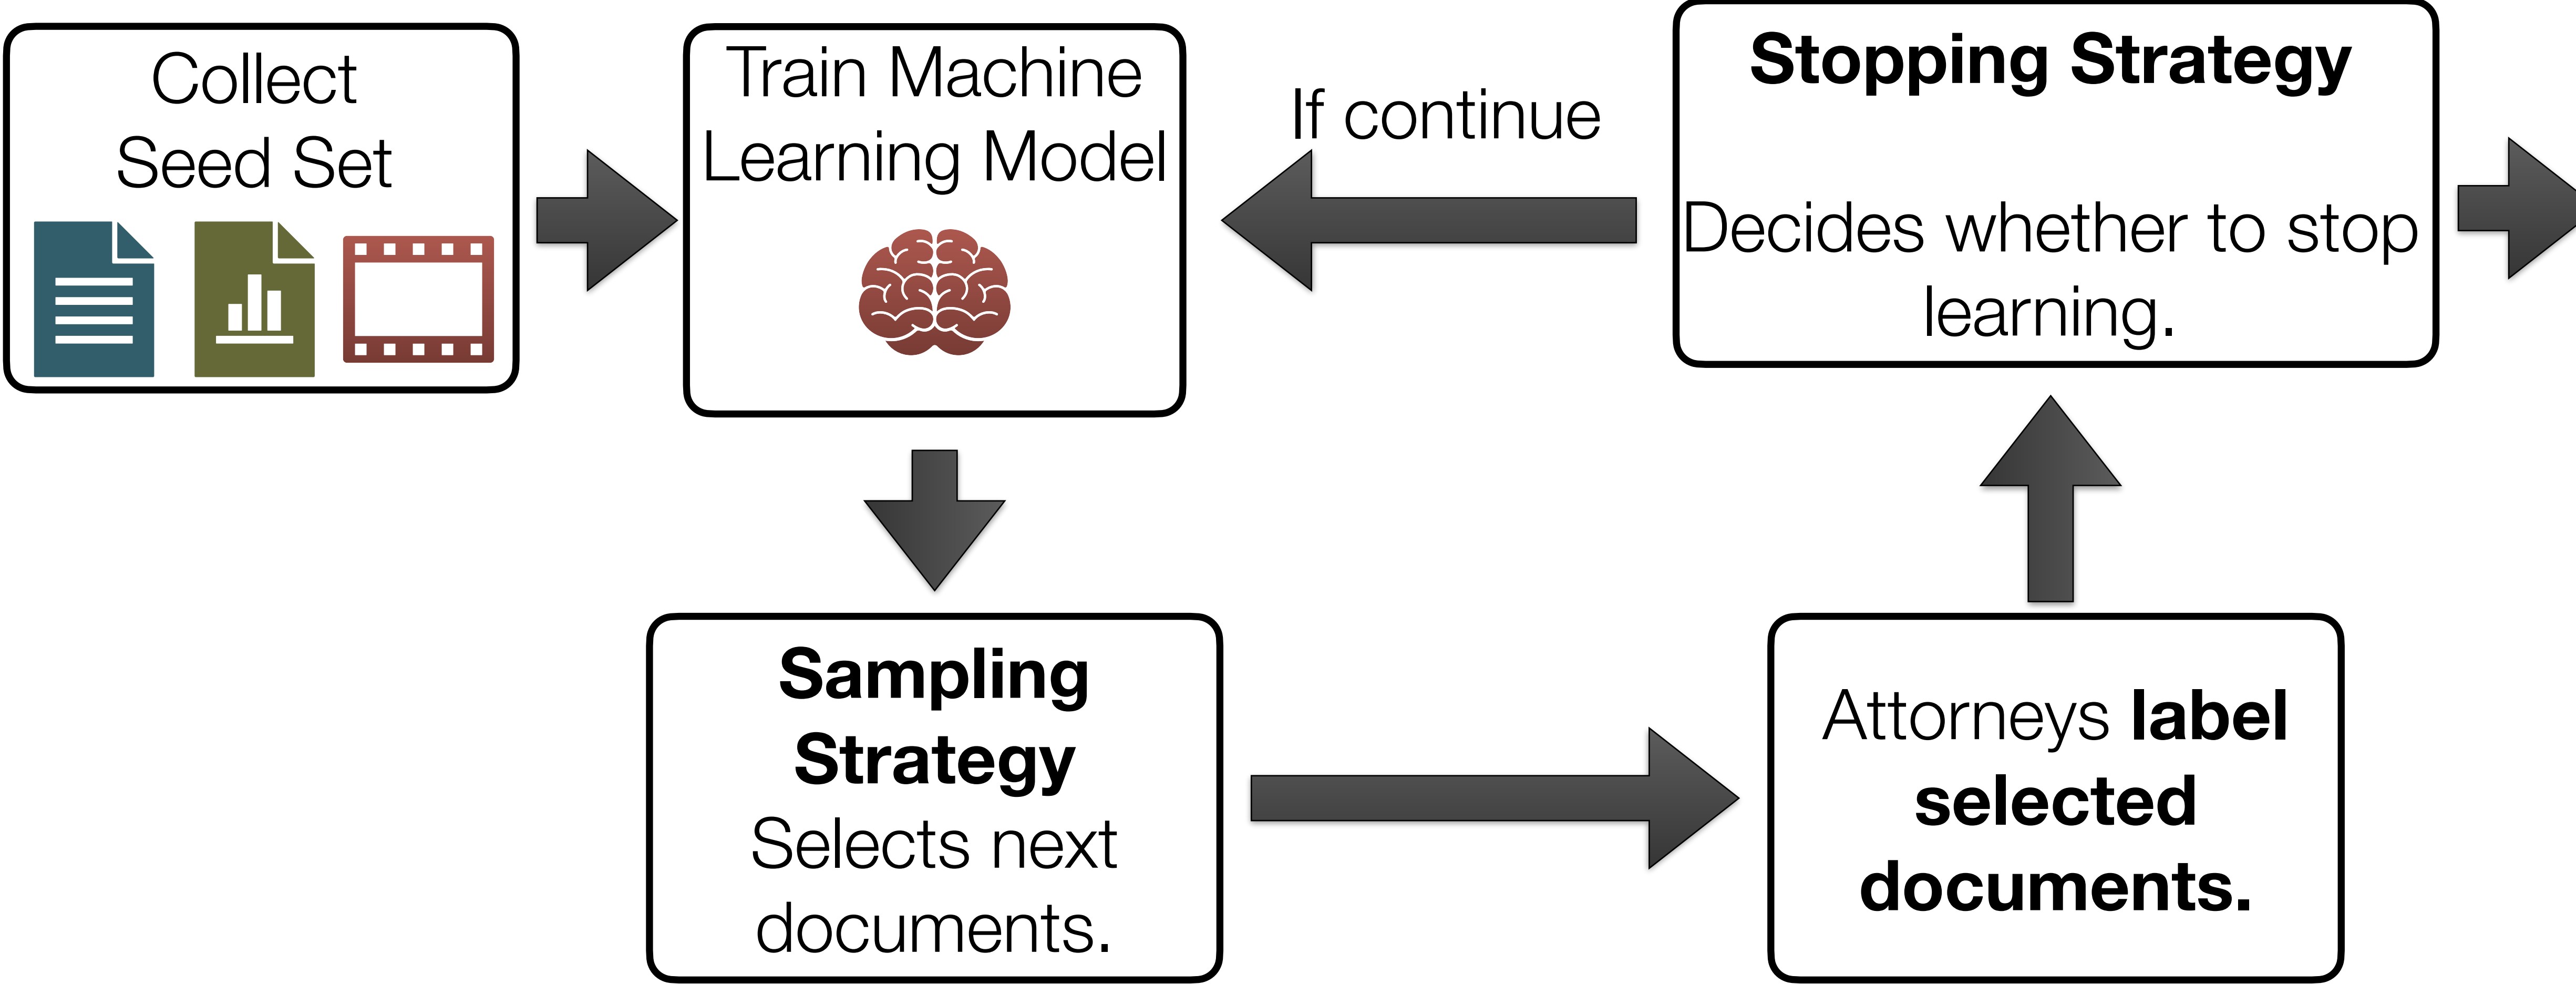 Collect
Seed Set
Train Machine
Learning Model
If continue
Stopping Strategy
Decides whether to stop
learning.
Sampling
Strategy
Selects next
documents.
Attorneys label
selected
documents.